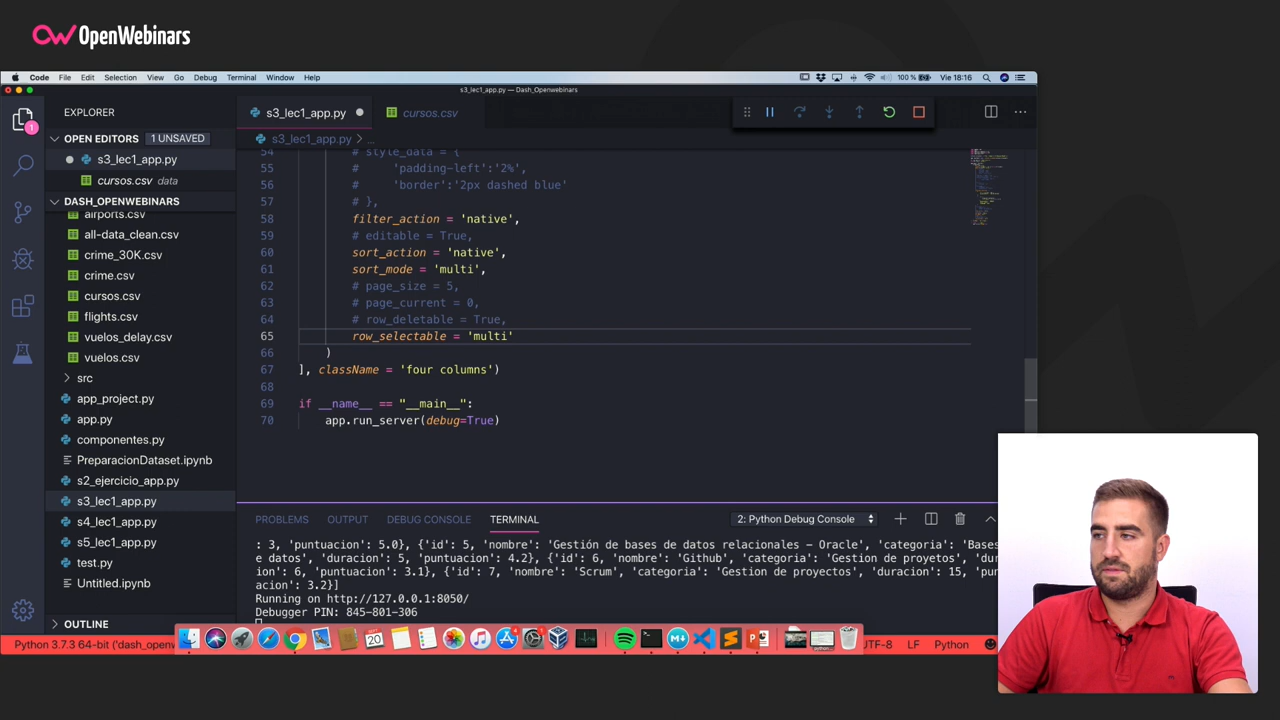 OpenWebinars
Code File Edit Selection View Go Debug Terminal Window Help
100 % Vie 18:16
s3_lec1_app.py — Dash_Openwebinars
EXPLORER
s3_lec1_app.py
cursos.csv
OPEN EDITORS 1 UNSAVED
s3_lec1_app.py > ...
s3_lec1_app.py
cursos.csv data
DASH_OPENWEBINARS
airports.csv
all-data_clean.csv
crime_30K.csv
crime.csv
cursos.csv
flights.csv
vuelos_delay.csv
vuelos.csv
src
app_project.py
app.py
componentes.py
PreparacionDataset.ipynb
s2_ejercicio_app.py
s3_lec1_app.py
s4_lec1_app.py
s5_lec1_app.py
test.py
Untitled.ipynb
OUTLINE
1
54 # style_data = {
55 # 'padding-left':'2%',
56 # 'border':'2px dashed blue'
57 # },
58 filter_action = 'native',
59 # editable = True,
60 sort_action = 'native',
61 sort_mode = 'multi',
62 # page_size = 5,
63 # page_current = 0,
64 # row_deletable = True,
65 row_selectable = 'multi'
66 )
67 ], className = 'four columns')
68
69 if __name__ == "__main__":
70 app.run_server(debug=True)
PROBLEMS OUTPUT DEBUG CONSOLE TERMINAL 2: Python Debug Console
: 3, 'puntuacion': 5.0}, {'id': 5, 'nombre': 'Gestión de bases de datos relacionales – Oracle', 'categoria': 'Bases
e datos', 'duracion': 5, 'puntuacion': 4.2}, {'id': 6, 'nombre': 'Github', 'categoria': 'Gestion de proyetos', 'dur
ion': 6, 'puntuacion': 3.1}, {'id': 7, 'nombre': 'Scrum', 'categoria': 'Gestion de proyectos', 'duracion': 15, 'pun
acion': 3.2}]
Running on http://127.0.0.1:8050/
Debugger PIN: 845-801-306
Python 3.7.3 64-bit ('dash_openw
UTF-8 LF Python